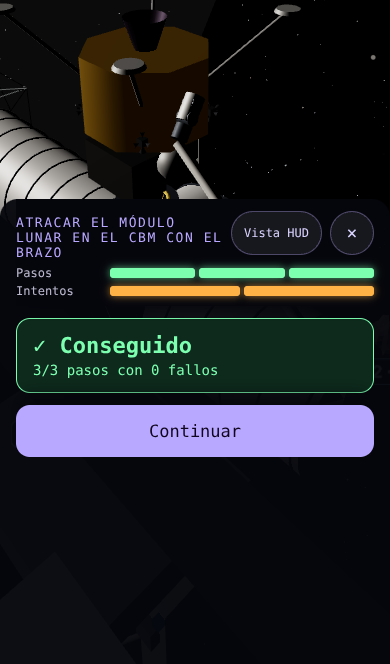 ATRACAR EL MÓDULO
LUNAR EN EL CBM CON EL
BRAZO
Vista HUD
×
Pasos
Intentos
✓ Conseguido
3/3 pasos con 0 fallos
Continuar